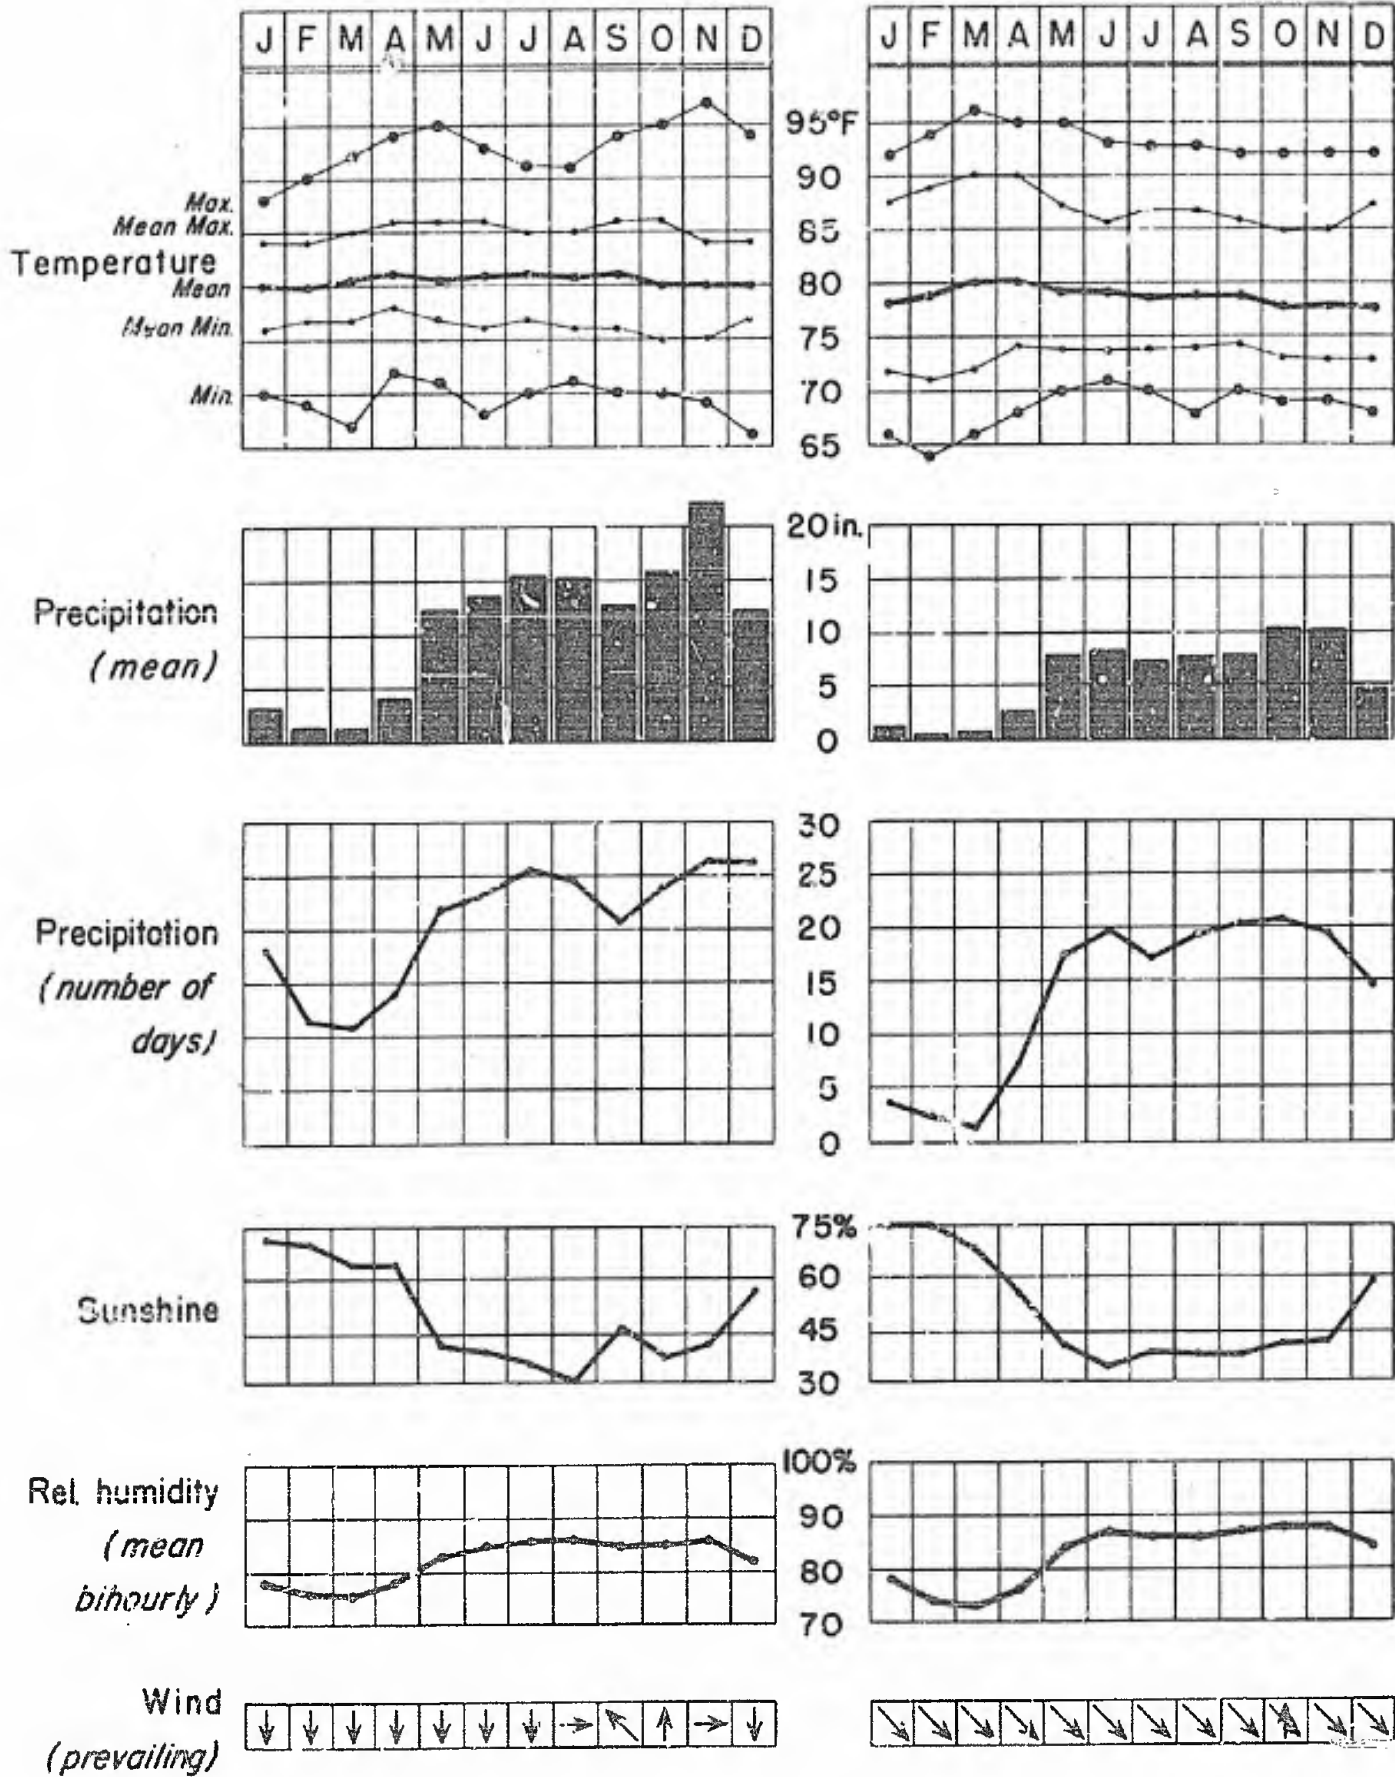 J F M A M J J A S O N D
J F M A M J J A S O N D
95°F
90
85
80
75
70
65
Max.
Mean Max.
Temperature
Mean
Mean Min.
Min.
20 in.
15
10
5
0
Precipitation
(mean)
30
25
20
15
10
5
0
Precipitation
(number of
days)
75%
60
45
30
Sunshine
100%
90
80
70
Rel. humidity
(mean
bihourly)
Wind
(prevailing)